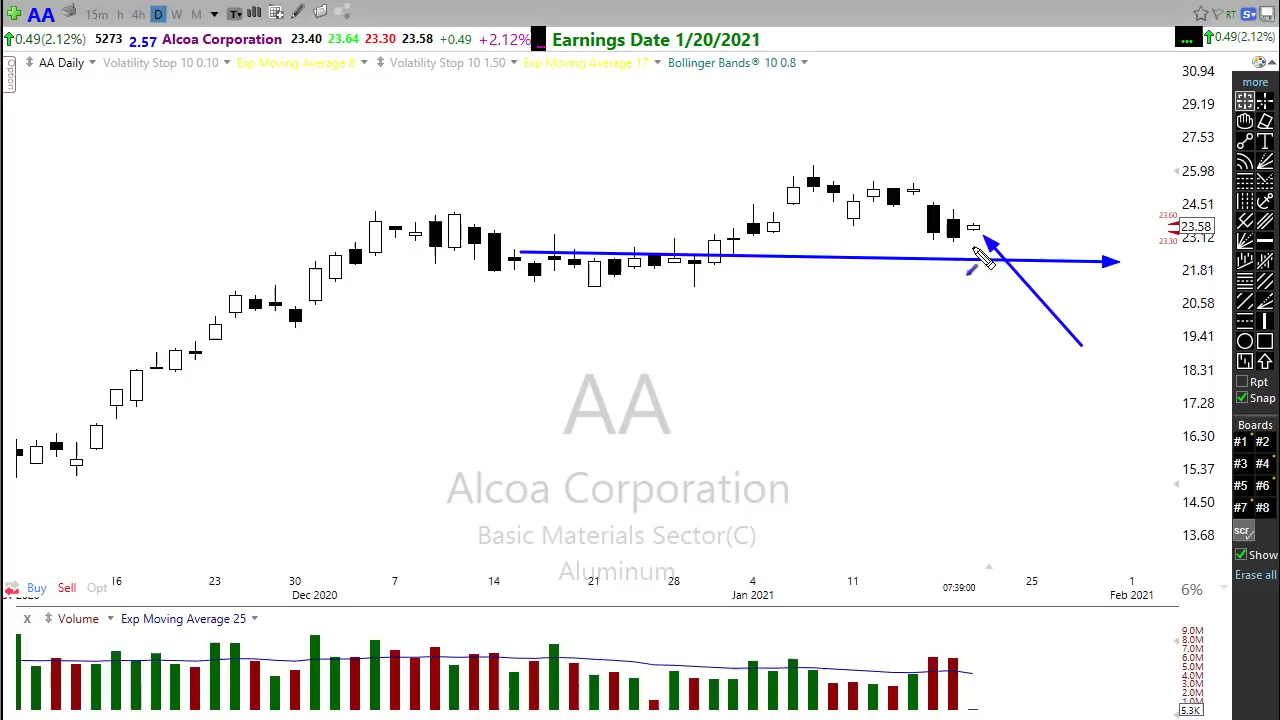 AA 15m h 4h D W M T RT S
0.49(2.12%) 5273 2.57 Alcoa Corporation 23.40 23.64 23.30 23.58 +0.49 +2.12% ... Earnings Date 1/20/2021 ... 0.49(2.12%)
Option AA Daily Volatility Stop 10 0.10 Exp Moving Average 8 Volatility Stop 10 1.50 Exp Moving Average 17 Bollinger Bands® 10 0.8
30.94
29.19
27.53
25.98
24.51
23.60
23.58
23.12
23.30
21.81
20.58
19.41
18.31
17.28
16.30
15.37
14.50
13.68
more
Rpt
Snap
Boards
#1 #2
#3 #4
#5 #6
#7 #8
scr
Show
Erase all
AA
Alcoa Corporation
Basic Materials Sector(C)
Aluminum
Buy Sell Opt 16 23 30 7 14 21 28 4 11 25 1 6%
Dec 2020 Jan 2021 07:39:00 Feb 2021
x Volume Exp Moving Average 25
9.0M
8.0M
7.0M
6.0M
5.0M
4.0M
3.0M
2.0M
1.0M
5.3K